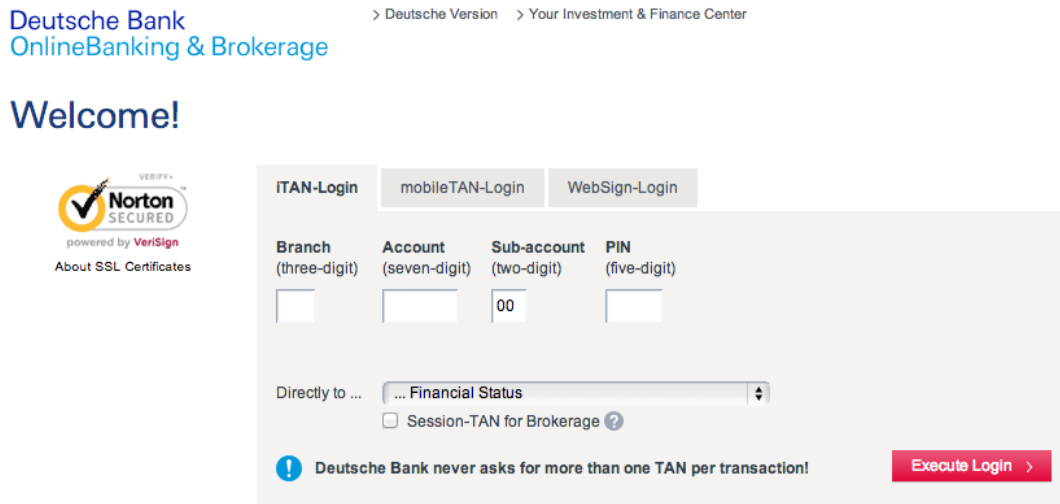 Deutsche Bank
OnlineBanking & Brokerage
> Deutsche Version > Your Investment & Finance Center
Welcome!
VERIFY▸
Norton™
SECURED
powered by VeriSign
About SSL Certificates
iTAN-Login mobileTAN-Login WebSign-Login
Branch Account Sub-account PIN
(three-digit) (seven-digit) (two-digit) (five-digit)
00
Directly to ... ... Financial Status
Session-TAN for Brokerage ?
! Deutsche Bank never asks for more than one TAN per transaction!
Execute Login >